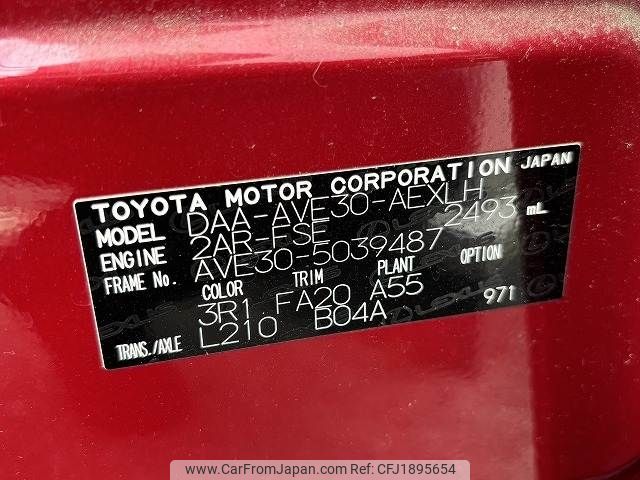 TOYOTA MOTOR CORPORATION JAPAN
MODEL DAA-AVE30-AEXLH
ENGINE 2AR-FSE 2493 mL
FRAME No. AVE30-5039487
COLOR TRIM PLANT OPTION
3R1 FA20 A55
TRANS./AXLE L210 B04A 971
LEXUS
www.CarFromJapan.com Ref:CFJ1895654